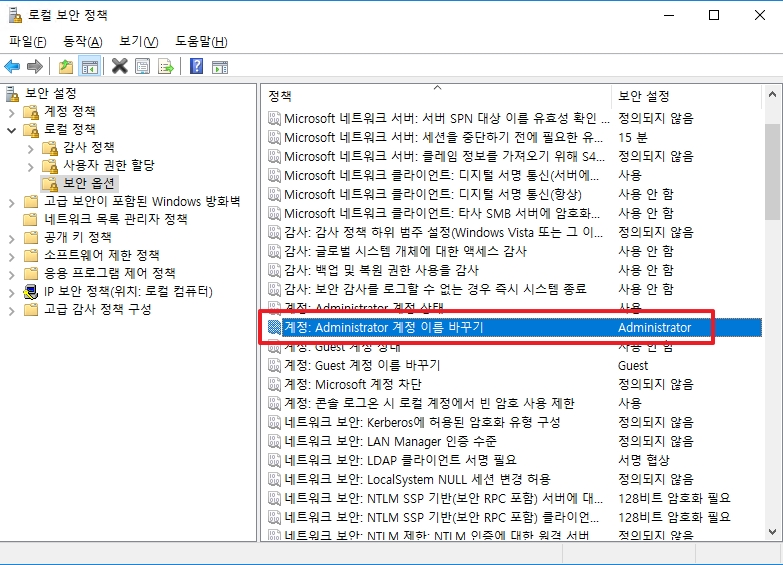 로컬 보안 정책
파일(F) 동작(A) 보기(V) 도움말(H)
보안 설정
계정 정책
로컬 정책
감사 정책
사용자 권한 할당
보안 옵션
고급 보안이 포함된 Windows 방화벽
네트워크 목록 관리자 정책
공개 키 정책
소프트웨어 제한 정책
응용 프로그램 제어 정책
IP 보안 정책(위치: 로컬 컴퓨터)
고급 감사 정책 구성
정책 보안 설정
Microsoft 네트워크 서버: 서버 SPN 대상 이름 유효성 확인 ... 정의되지 않음
Microsoft 네트워크 서버: 세션을 중단하기 전에 필요한 유... 15 분
Microsoft 네트워크 서버: 클레임 정보를 가져오기 위해 S4... 정의되지 않음
Microsoft 네트워크 클라이언트: 디지털 서명 통신(서버에... 사용
Microsoft 네트워크 클라이언트: 디지털 서명 통신(항상) 사용 안 함
Microsoft 네트워크 클라이언트: 타사 SMB 서버에 암호화... 사용 안 함
감사: 감사 정책 하위 범주 설정(Windows Vista 또는 그 이... 정의되지 않음
감사: 글로벌 시스템 개체에 대한 액세스 감사 사용 안 함
감사: 백업 및 복원 권한 사용을 감사 사용 안 함
감사: 보안 감사를 로그할 수 없는 경우 즉시 시스템 종료 사용 안 함
계정: Administrator 계정 상태 사용
계정: Administrator 계정 이름 바꾸기 Administrator
계정: Guest 계정 상태 사용 안 함
계정: Guest 계정 이름 바꾸기 Guest
계정: Microsoft 계정 차단 정의되지 않음
계정: 콘솔 로그온 시 로컬 계정에서 빈 암호 사용 제한 사용
네트워크 보안: Kerberos에 허용된 암호화 유형 구성 정의되지 않음
네트워크 보안: LAN Manager 인증 수준 정의되지 않음
네트워크 보안: LDAP 클라이언트 서명 필요 서명 협상
네트워크 보안: LocalSystem NULL 세션 변경 허용 정의되지 않음
네트워크 보안: NTLM SSP 기반(보안 RPC 포함) 서버에 대... 128비트 암호화 필요
네트워크 보안: NTLM SSP 기반(보안 RPC 포함) 클라이언... 128비트 암호화 필요
네트워크 보안: NTLM 제한: NTLM 인증에 대한 원격 서버 정의되지 않음